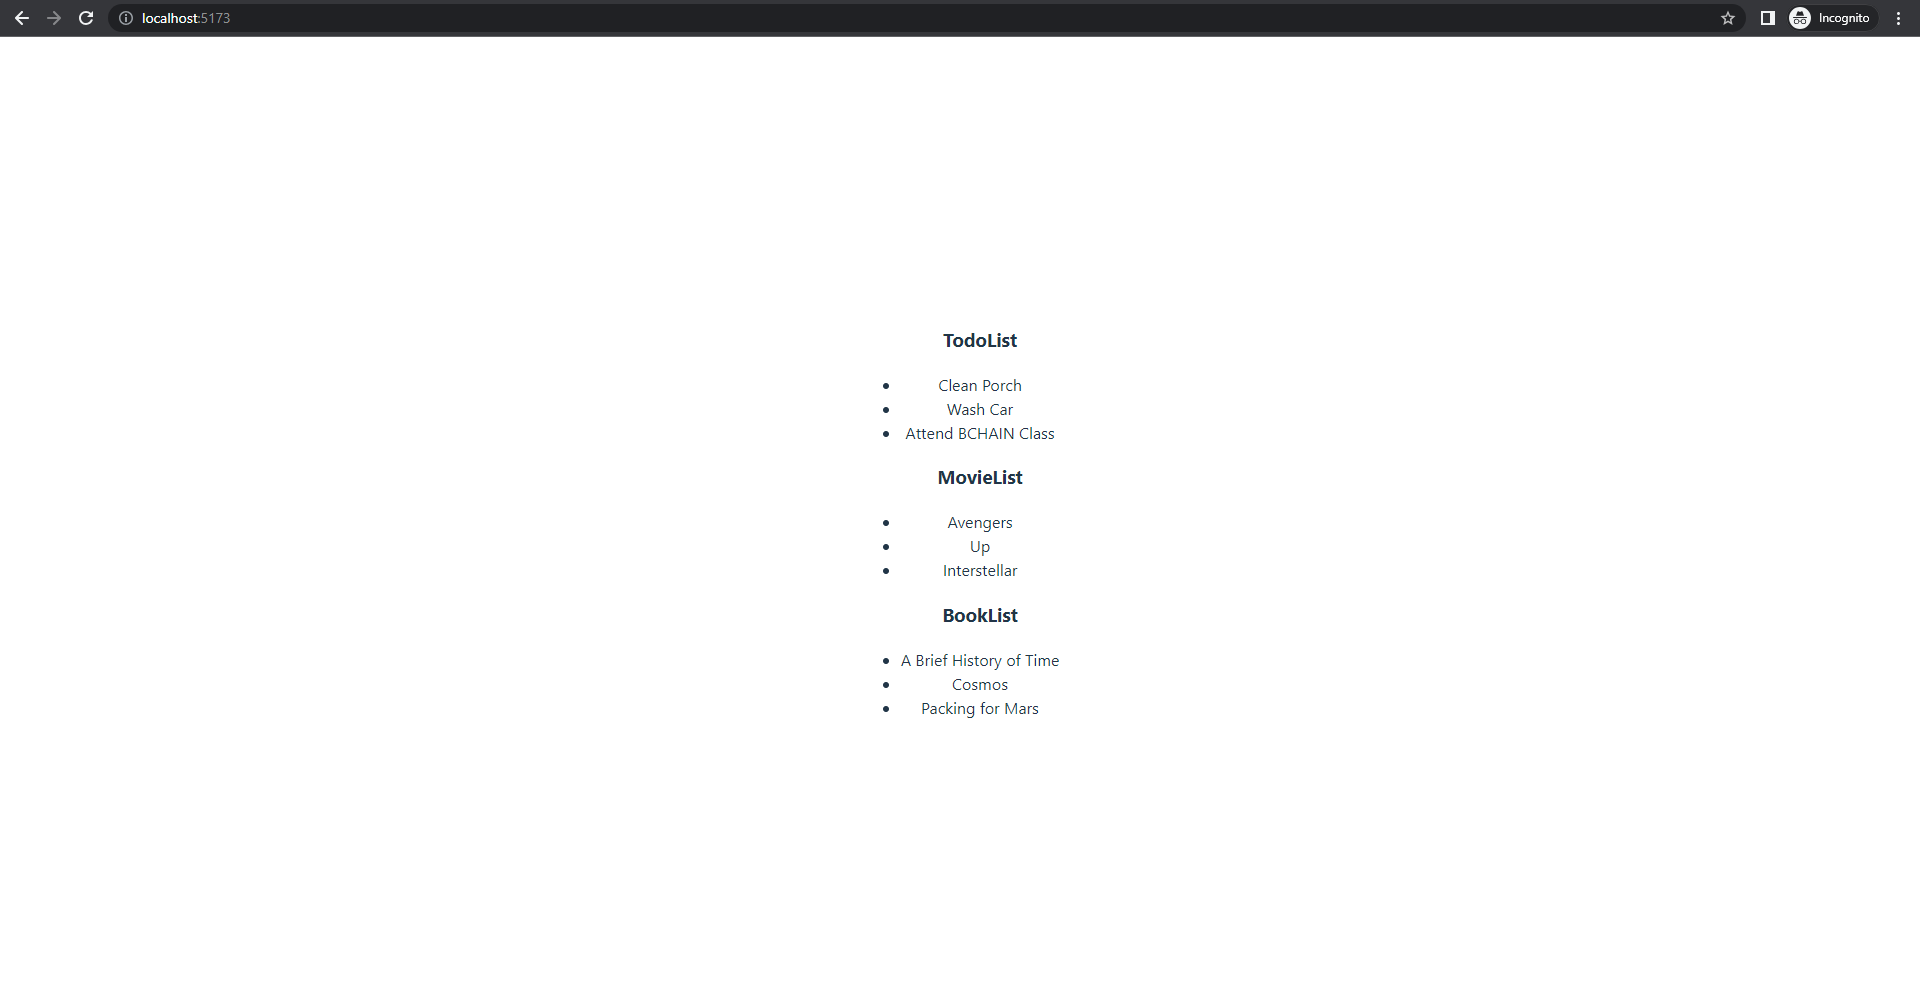 localhost:5173
Incognito
TodoList
Clean Porch
Wash Car
Attend BCHAIN Class
MovieList
Avengers
Up
Interstellar
BookList
A Brief History of Time
Cosmos
Packing for Mars